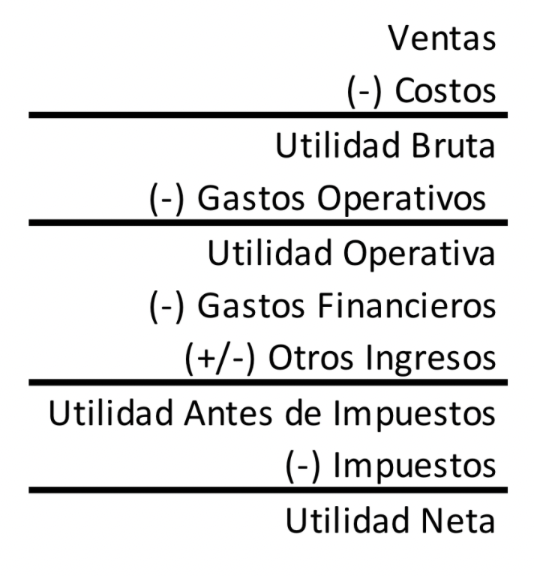 Ventas
(-) Costos
Utilidad Bruta
(-) Gastos Operativos
Utilidad Operativa
(-) Gastos Financieros
(+/-) Otros Ingresos
Utilidad Antes de Impuestos
(-) Impuestos
Utilidad Neta